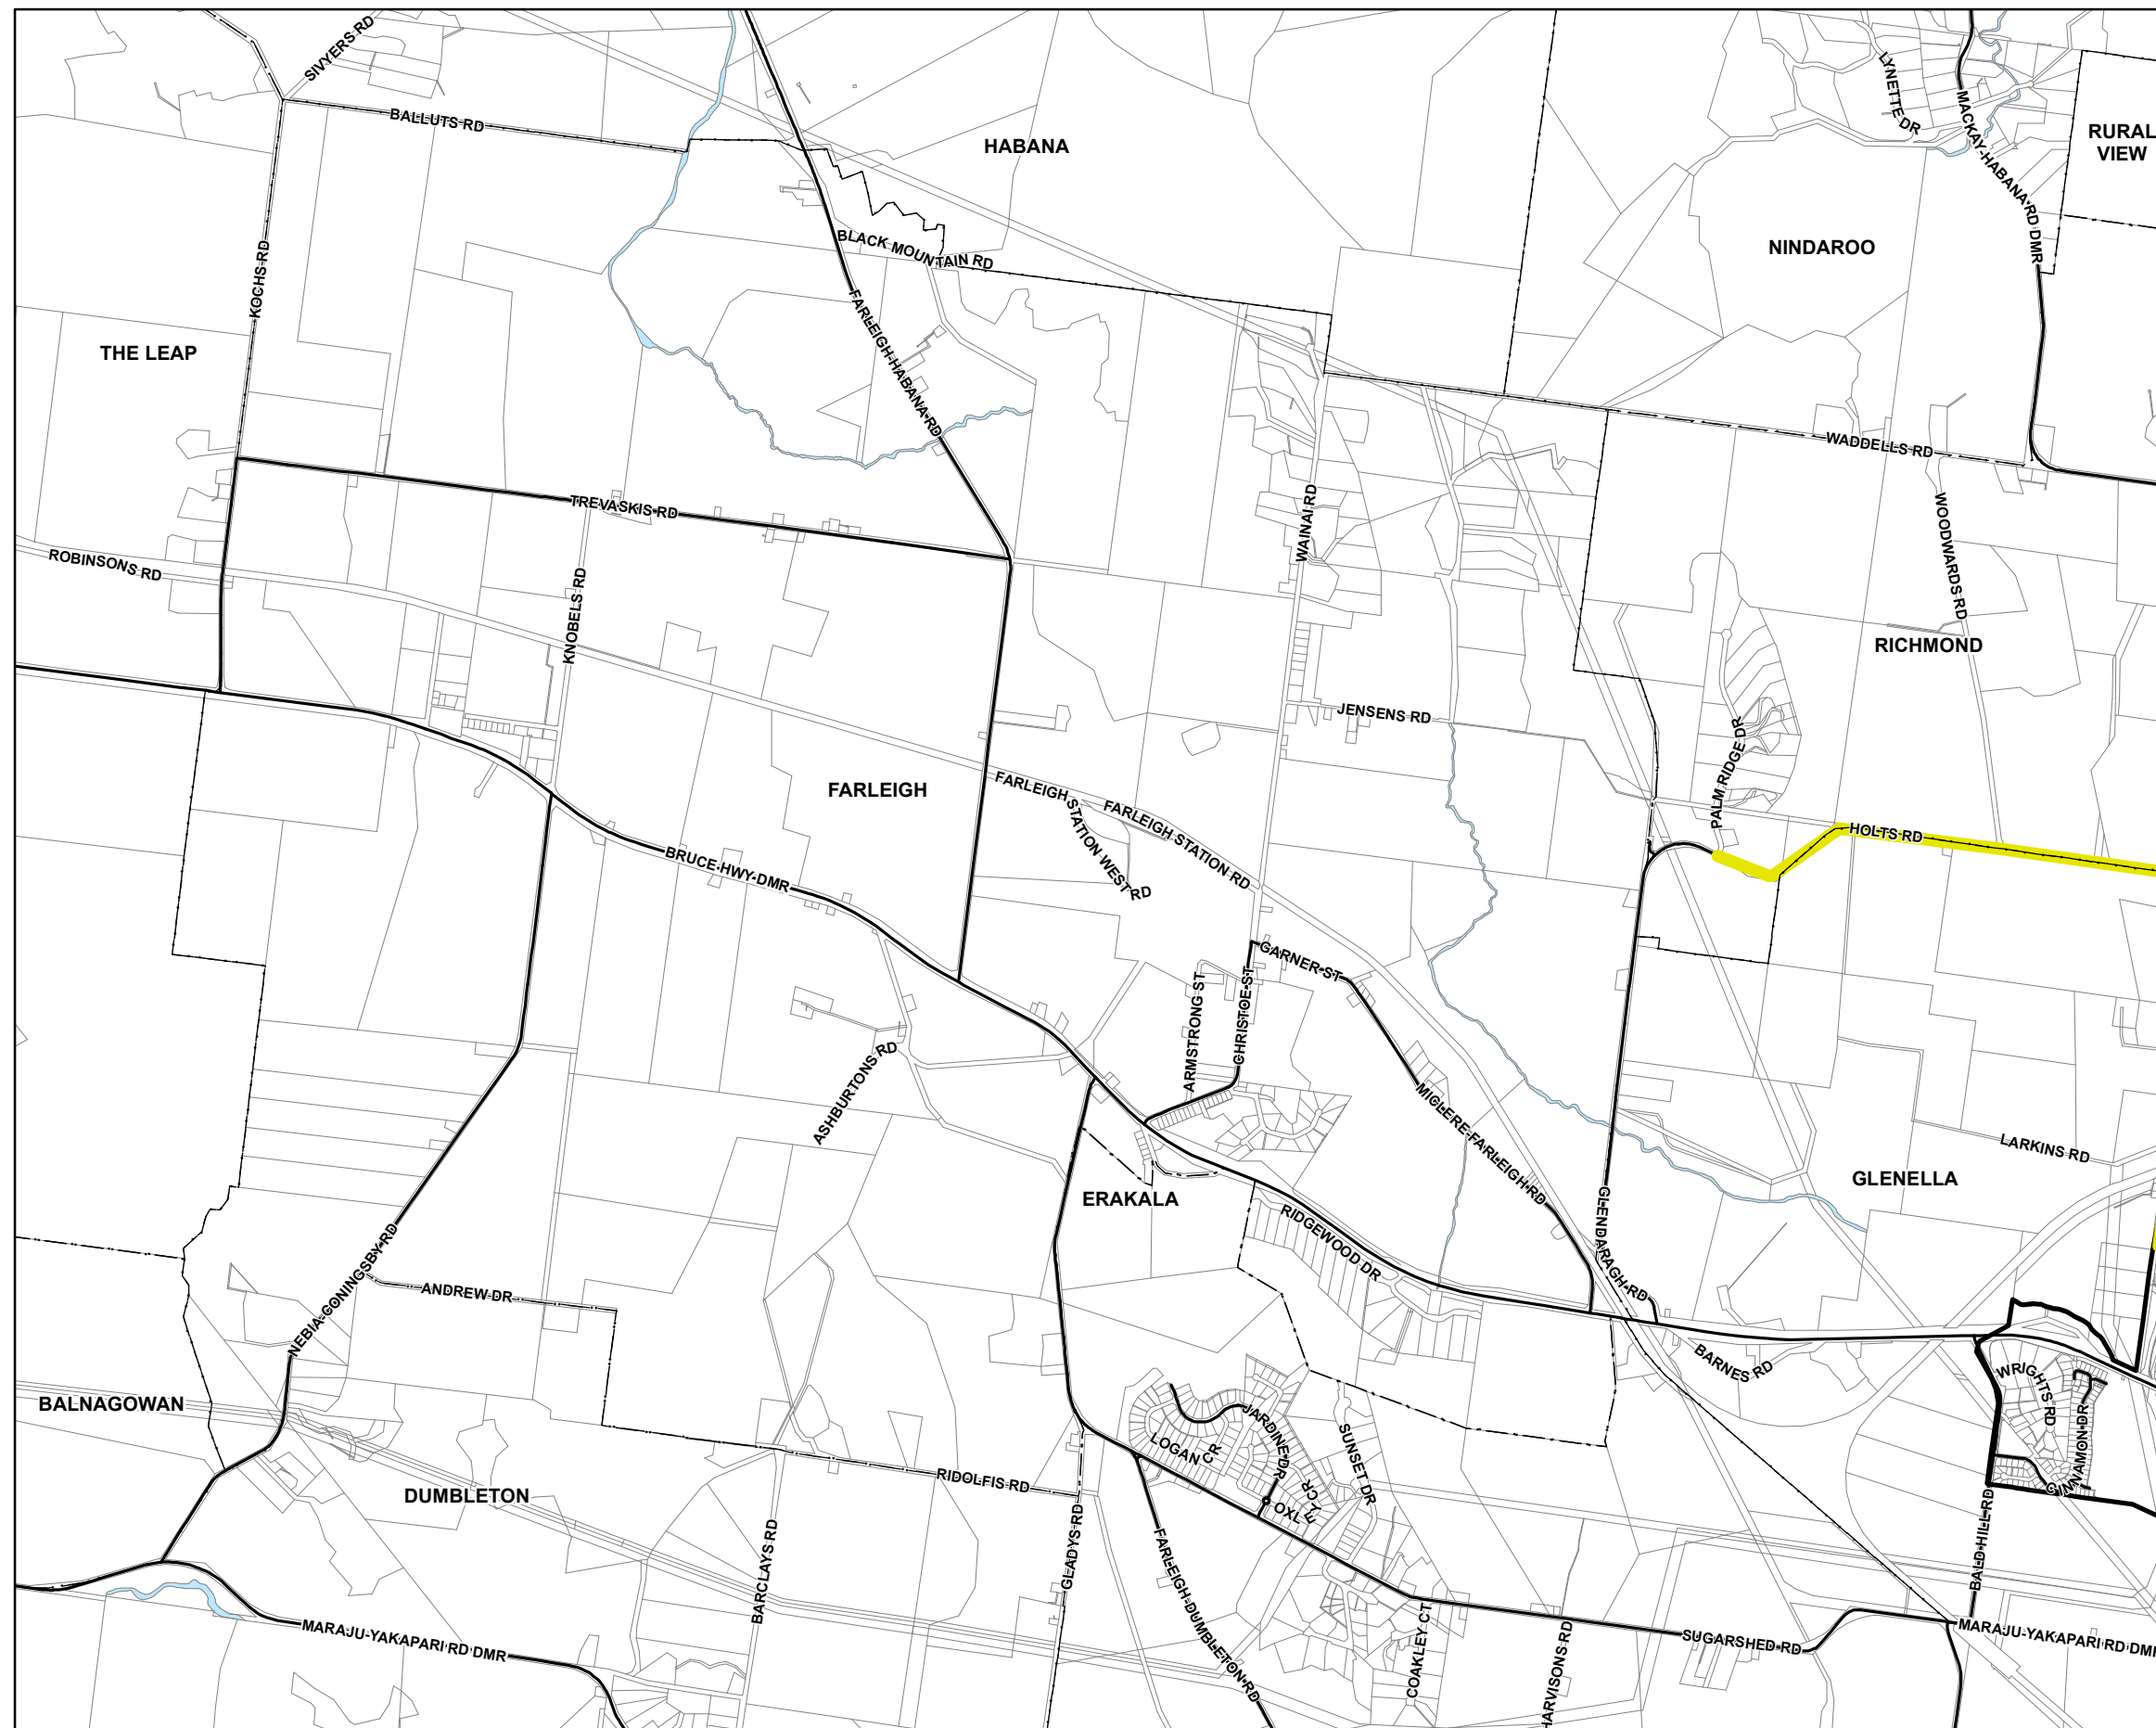 SIVYERS RD
BALLUTS RD
HABANA
LYNETTE DR
MACKAY-HABANA RD DMR
RURAL
VIEW
KOCHS RD
BLACK MOUNTAIN RD
NINDAROO
FARLEIGH-HABANA RD
THE LEAP
WADDELLS RD
TREVASKIS RD
WAINAI RD
WOODWARDS RD
ROBINSONS RD
KNOBELS RD
RICHMOND
JENSENS RD
PALM RIDGE DR
FARLEIGH
FARLEIGH STATION WEST RD
FARLEIGH STATION RD
HOLTS RD
BRUCE HWY DMR
GARNER ST
ARMSTRONG ST
CHRISTOE ST
ASHBURTONS RD
MIGLERE-FARLEIGH RD
LARKINS RD
GLENELLA
ERAKALA
RIDGEWOOD DR
GLENDARAGH RD
NEBIA-CONINGSBY RD
ANDREW DR
BARNES RD
WRIGHTS RD
BALNAGOWAN
JARDINE DR
LOGAN CR
SUNSET DR
CINNAMON DR
RIDOLFIS RD
DUMBLETON
OXLEY CR
BARCLAYS RD
GLADYS RD
FARLEIGH-DUMBLETON RD
BALD HILL RD
MARAJU-YAKAPARI RD DMR
COAKLEY CT
HARVISONS RD
SUGARSHED RD
MARAJU-YAKAPARI RD DMR